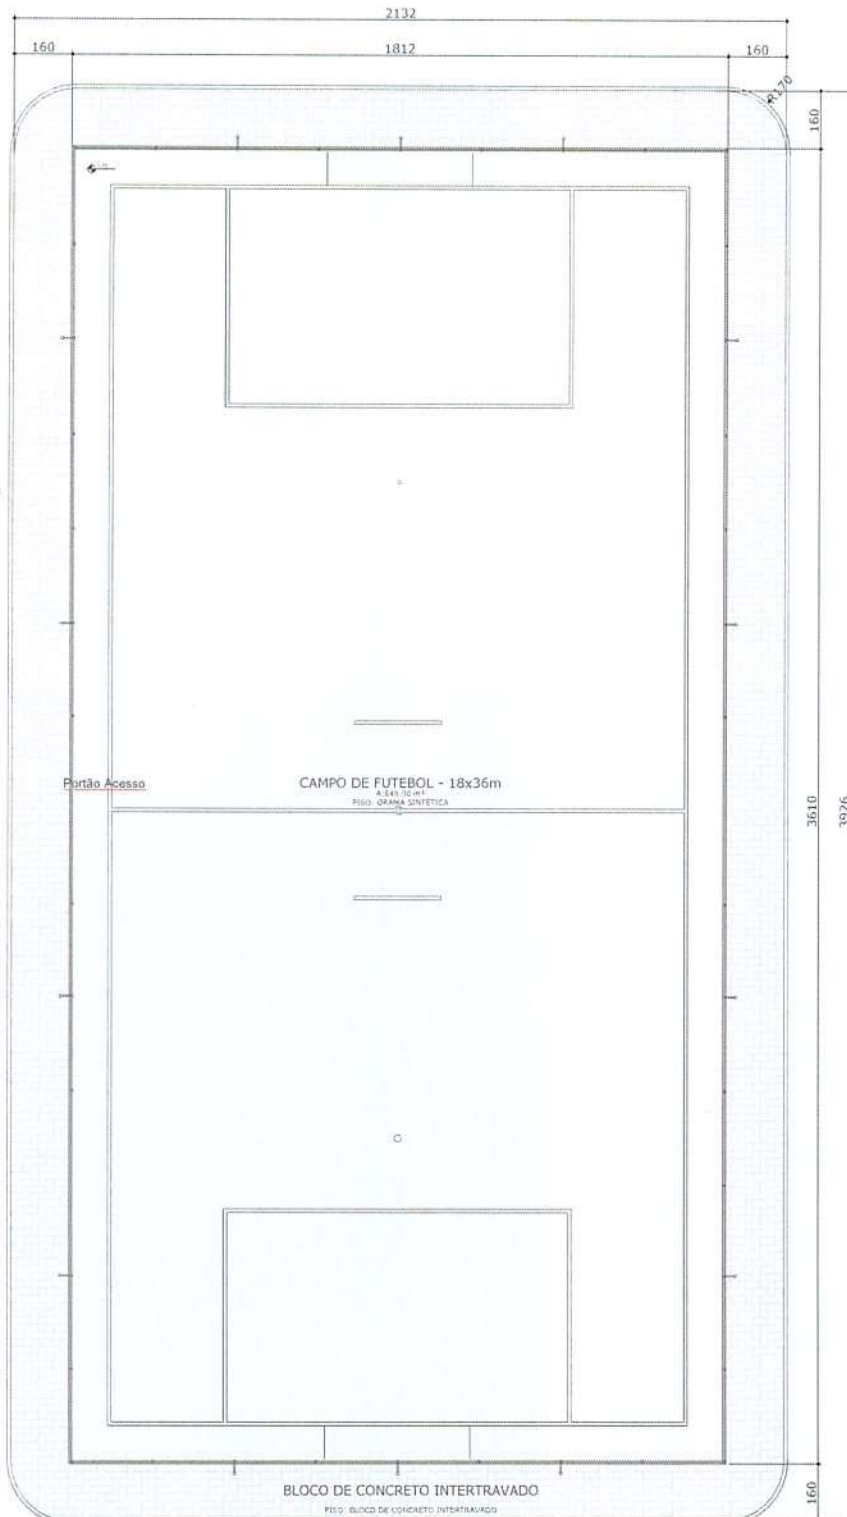 2132
160
1812
160
R170
160
Portão Acesso
CAMPO DE FUTEBOL - 18x36m
PISO: GRAMA SINTÉTICA
3610
3926
BLOCO DE CONCRETO INTERTRAVADO
PISO: BLOCO DE CONCRETO INTERTRAVADO
160